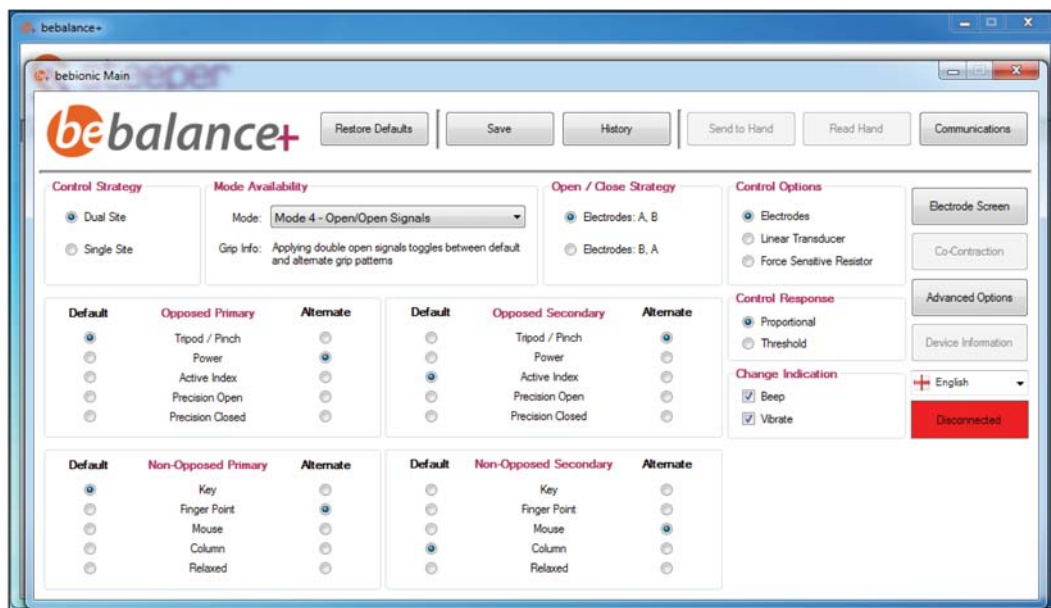 bebalance+
steeper
bebionic Main
bebalance+
Restore Defaults
Save
History
Send to Hand
Read Hand
Communications
Control Strategy
Dual Site
Single Site
Mode Availability
Mode: Mode 4 - Open/Open Signals
Grip Info: Applying double open signals toggles between default
and alternate grip patterns
Open / Close Strategy
Electrodes: A, B
Electrodes: B, A
Control Options
Electrodes
Linear Transducer
Force Sensitive Resistor
Electrode Screen
Co-Contraction
Advanced Options
Device Information
English
Disconnected
Control Response
Proportional
Threshold
Change Indication
Beep
Vibrate
Default Opposed Primary Alternate
Tripod / Pinch
Power
Active Index
Precision Open
Precision Closed
Default Opposed Secondary Alternate
Tripod / Pinch
Power
Active Index
Precision Open
Precision Closed
Default Non-Opposed Primary Alternate
Key
Finger Point
Mouse
Column
Relaxed
Default Non-Opposed Secondary Alternate
Key
Finger Point
Mouse
Column
Relaxed